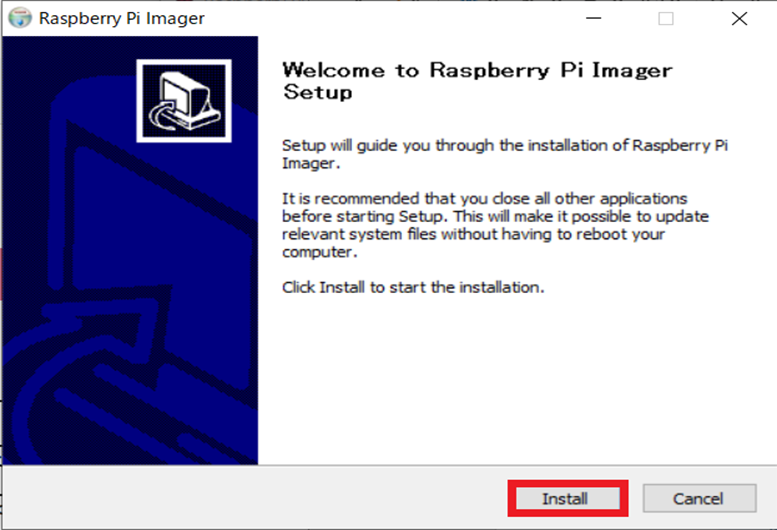 Raspberry Pi Imager
Welcome to Raspberry Pi Imager
Setup
Setup will guide you through the installation of Raspberry Pi
Imager.
It is recommended that you close all other applications
before starting Setup. This will make it possible to update
relevant system files without having to reboot your
computer.
Click Install to start the installation.
Install
Cancel